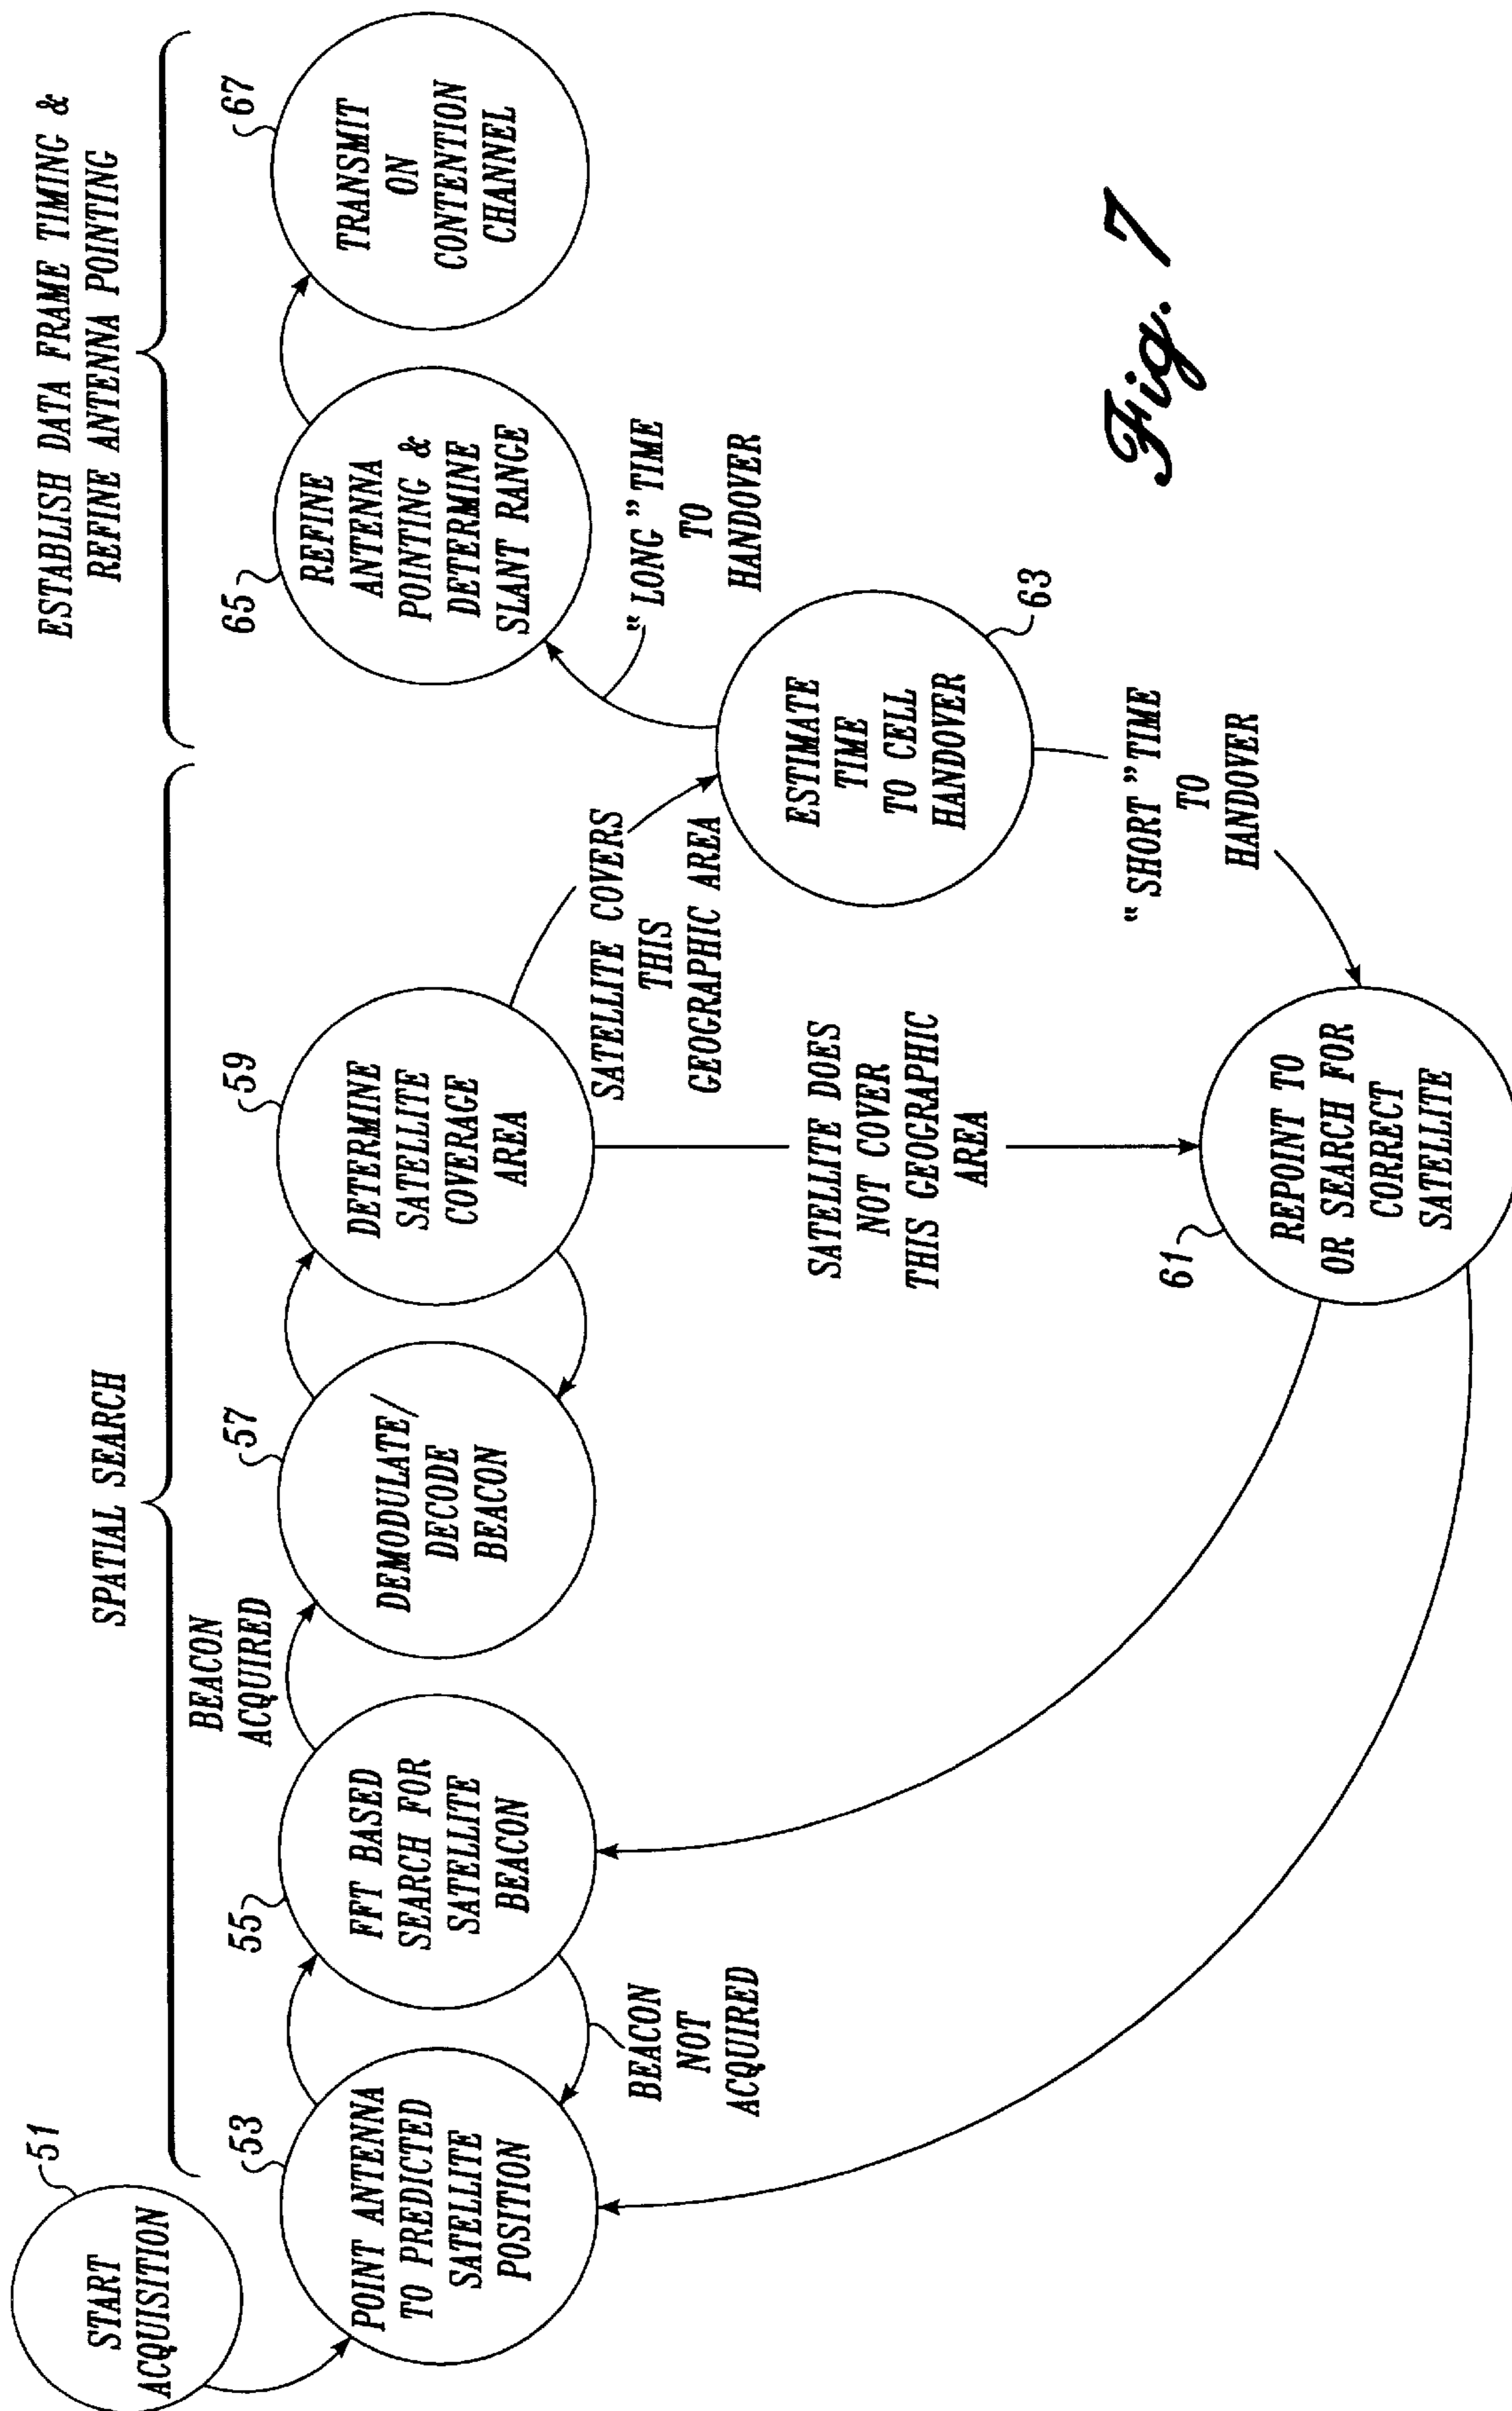 SPATIAL SEARCH
ESTABLISH DATA FRAME TIMING &
REFINE ANTENNA POINTING
51
START
ACQUISITION
53
POINT ANTENNA
TO PREDICTED
SATELLITE
POSITION
BEACON
NOT
ACQUIRED
55
FFT BASED
SEARCH FOR
SATELLITE
BEACON
BEACON
ACQUIRED
57
DEMODULATE/
DECODE
BEACON
59
DETERMINE
SATELLITE
COVERAGE
AREA
SATELLITE COVERS
THIS
GEOGRAPHIC AREA
SATELLITE DOES
NOT COVER
THIS GEOGRAPHIC
AREA
61
REPOINT TO
OR SEARCH FOR
CORRECT
SATELLITE
63
ESTIMATE
TIME
TO CELL
HANDOVER
"SHORT" TIME
TO
HANDOVER
"LONG" TIME
TO
HANDOVER
65
REFINE
ANTENNA
POINTING &
DETERMINE
SLANT RANGE
67
TRANSMIT
ON
CONTENTION
CHANNEL
Fig. 7